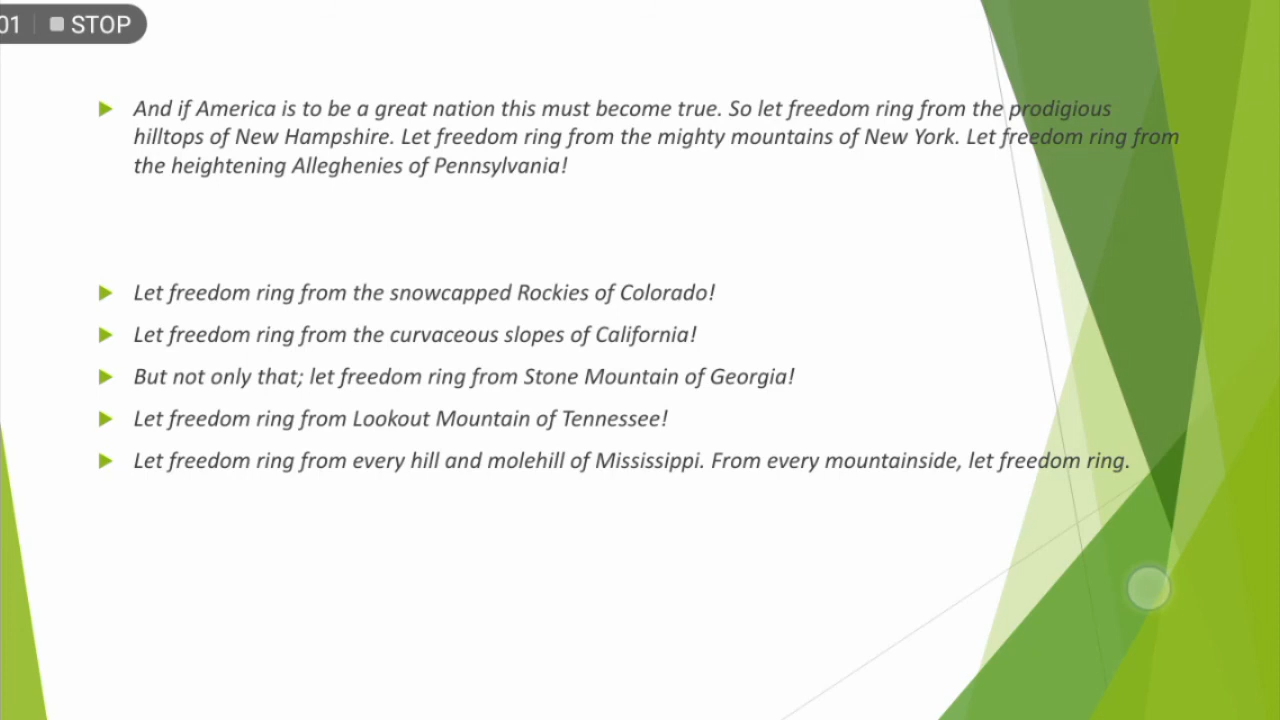 01 STOP
And if America is to be a great nation this must become true. So let freedom ring from the prodigious
hilltops of New Hampshire. Let freedom ring from the mighty mountains of New York. Let freedom ring from
the heightening Alleghenies of Pennsylvania!
Let freedom ring from the snowcapped Rockies of Colorado!
Let freedom ring from the curvaceous slopes of California!
But not only that; let freedom ring from Stone Mountain of Georgia!
Let freedom ring from Lookout Mountain of Tennessee!
Let freedom ring from every hill and molehill of Mississippi. From every mountainside, let freedom ring.